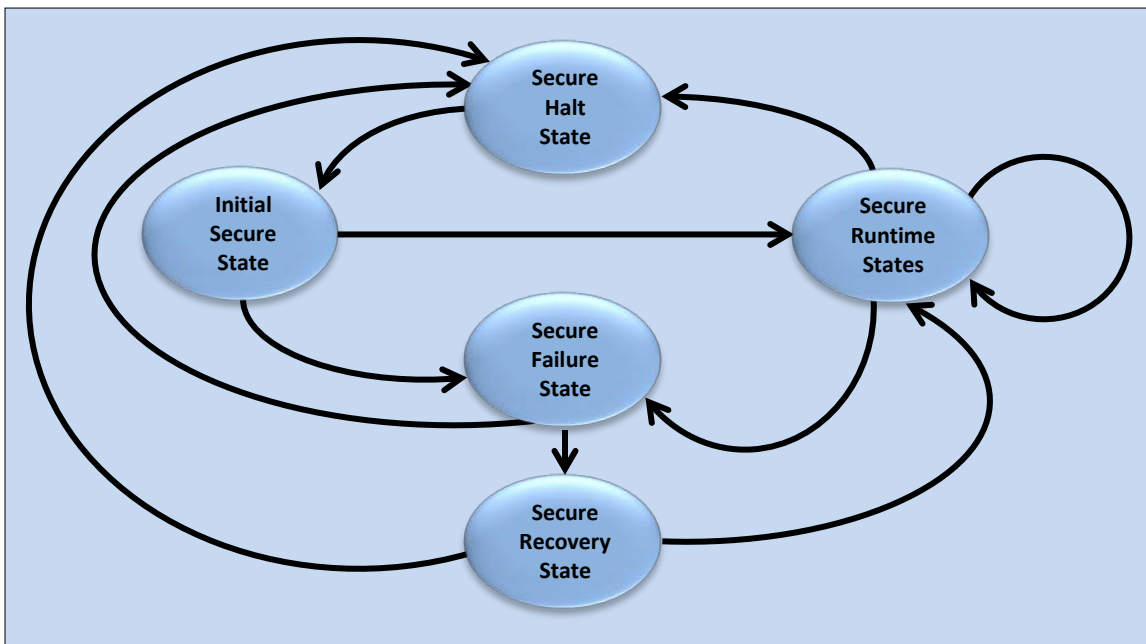 Secure
Halt
State
Initial
Secure
State
Secure
Runtime
States
Secure
Failure
State
Secure
Recovery
State